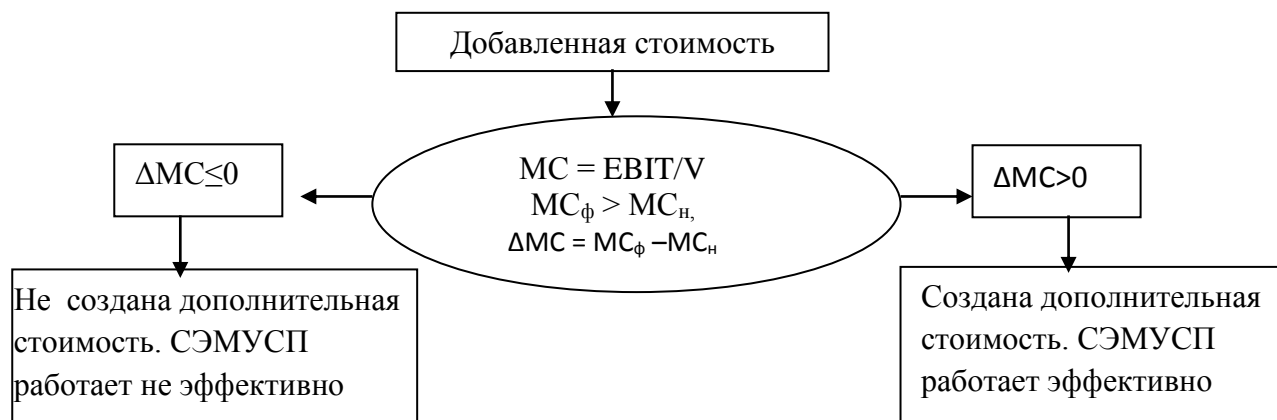 Добавленная стоимость
MC = EBIT/V
MCф > MCн,
ΔMC = MCф –MCн
ΔMC≤0
ΔMC>0
Не создана дополнительная
стоимость. СЭМУСП
работает не эффективно
Создана дополнительная
стоимость. СЭМУСП
работает эффективно